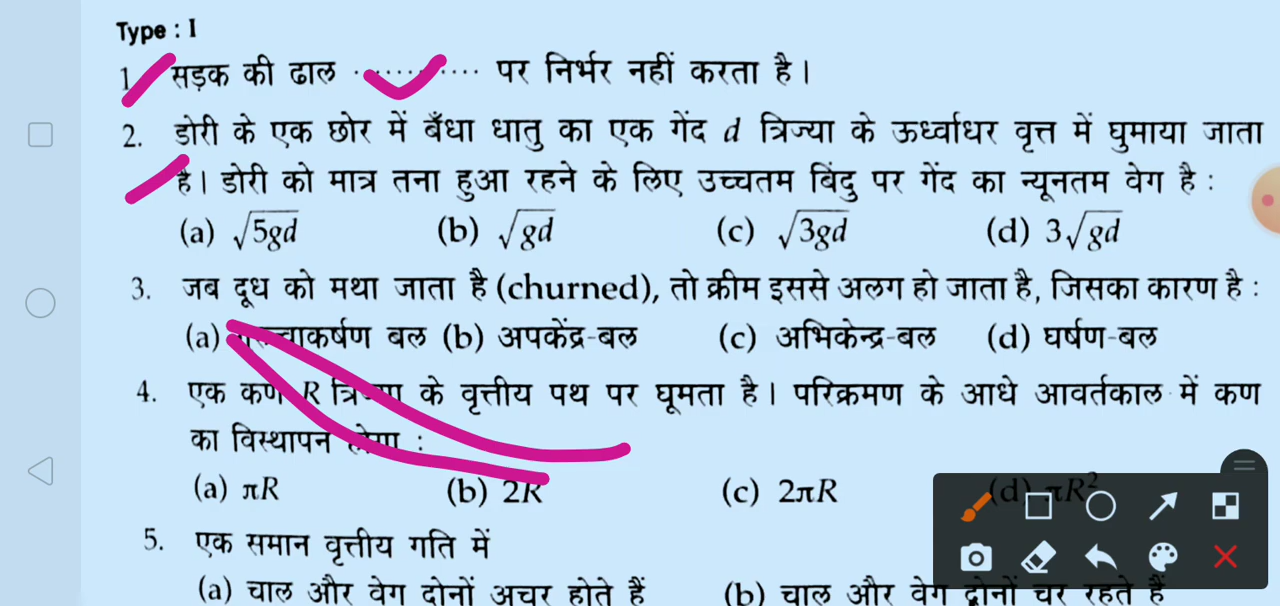 Type : I
1. सड़क की ढाल ............ पर निर्भर नहीं करता है।
2. डोरी के एक छोर में बँधा धातु का एक गेंद d त्रिज्या के ऊर्ध्वाधर वृत्त में घुमाया जाता
है। डोरी को मात्र तना हुआ रहने के लिए उच्चतम बिंदु पर गेंद का न्यूनतम वेग है :
(a) √5gd (b) √gd (c) √3gd (d) 3√gd
3. जब दूध को मथा जाता है (churned), तो क्रीम इससे अलग हो जाता है, जिसका कारण है :
(a) गुरुत्वाकर्षण बल (b) अपकेंद्र-बल (c) अभिकेन्द्र-बल (d) घर्षण-बल
4. एक कण R त्रिज्या के वृत्तीय पथ पर घूमता है। परिक्रमण के आधे आवर्तकाल में कण
का विस्थापन होगा :
(a) πR (b) 2R (c) 2πR (d) πR²
5. एक समान वृत्तीय गति में
(a) चाल और वेग दोनों अचर होते हैं (b) चाल और वेग दोनों चर रहते हैं